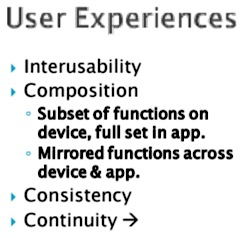 User Experiences
Interusability
Composition
Subset of functions on
device, full set in app.
Mirrored functions across
device & app.
Consistency
Continuity →